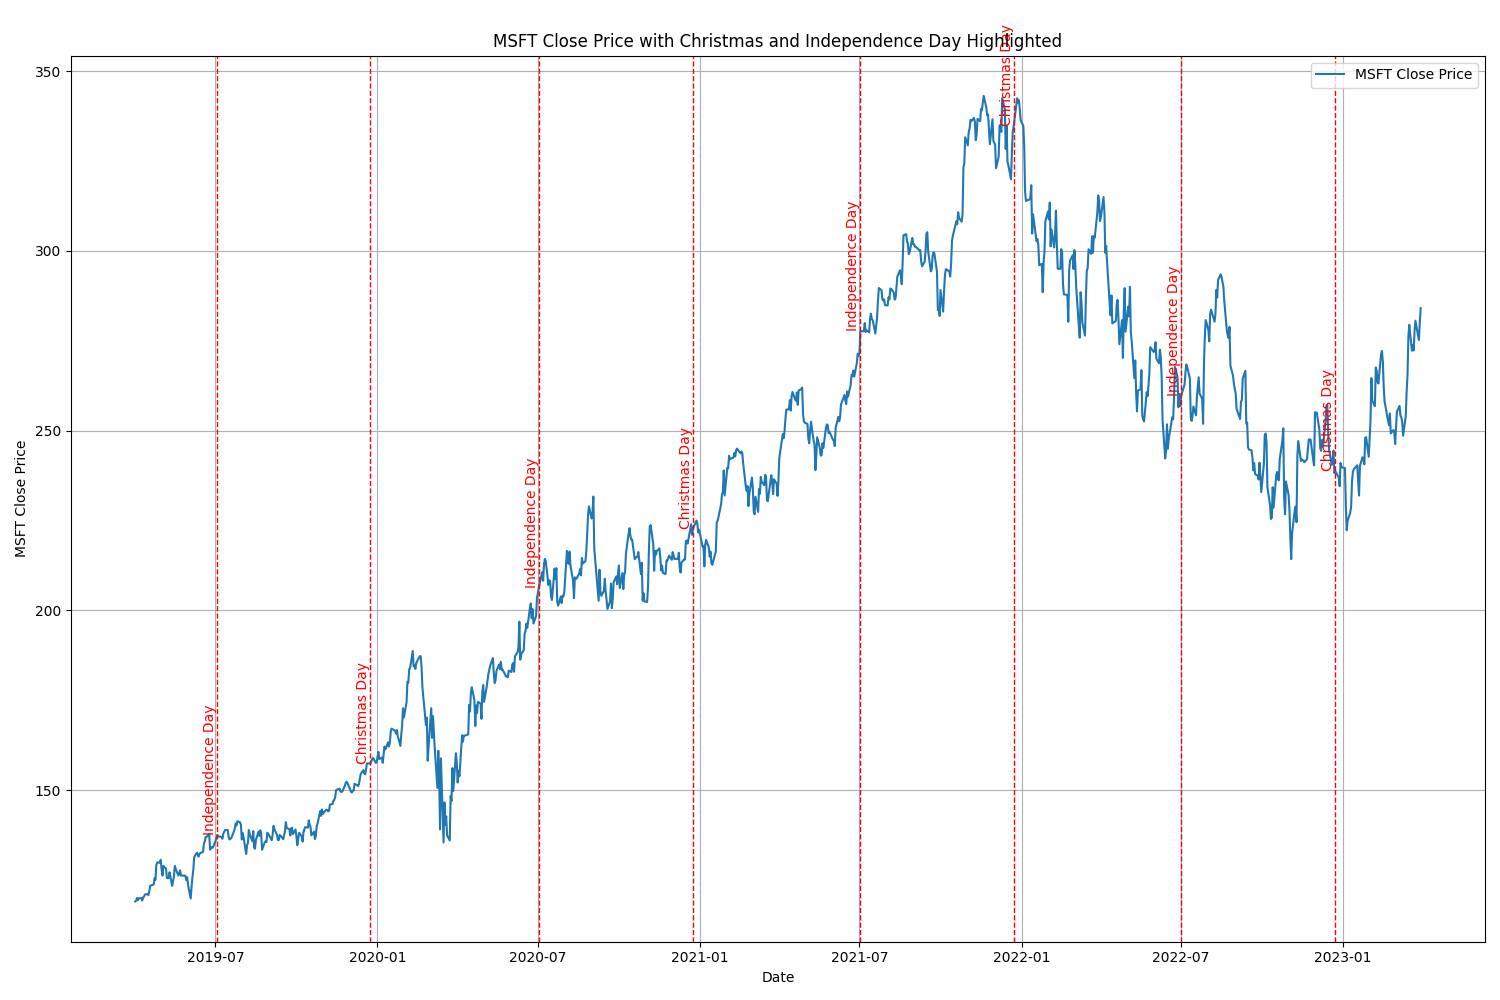 MSFT Close Price with Christmas and Independence Day Highlighted
MSFT Close Price
350
300
250
200
150
MSFT Close Price
Independence Day
Christmas Day
Independence Day
Christmas Day
Independence Day
Christmas Day
Independence Day
Christmas Day
2019-07
2020-01
2020-07
2021-01
2021-07
2022-01
2022-07
2023-01
Date